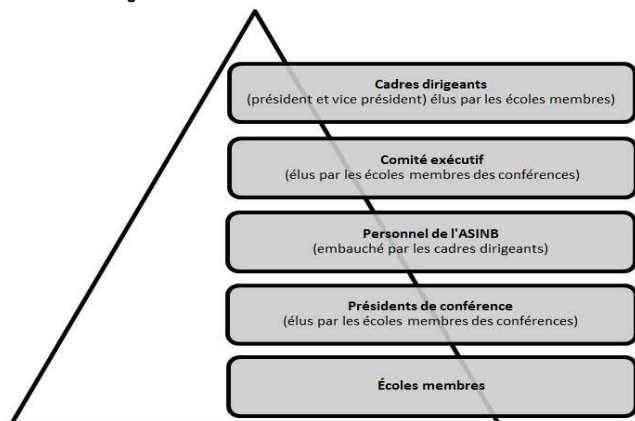 Cadres dirigeants
(président et vice président) élus par les écoles membres)
Comité exécutif
(élus par les écoles membres des conférences)
Personnel de l'ASINB
(embauché par les cadres dirigeants)
Présidents de conférence
(élus par les écoles membres des conférences)
Écoles membres